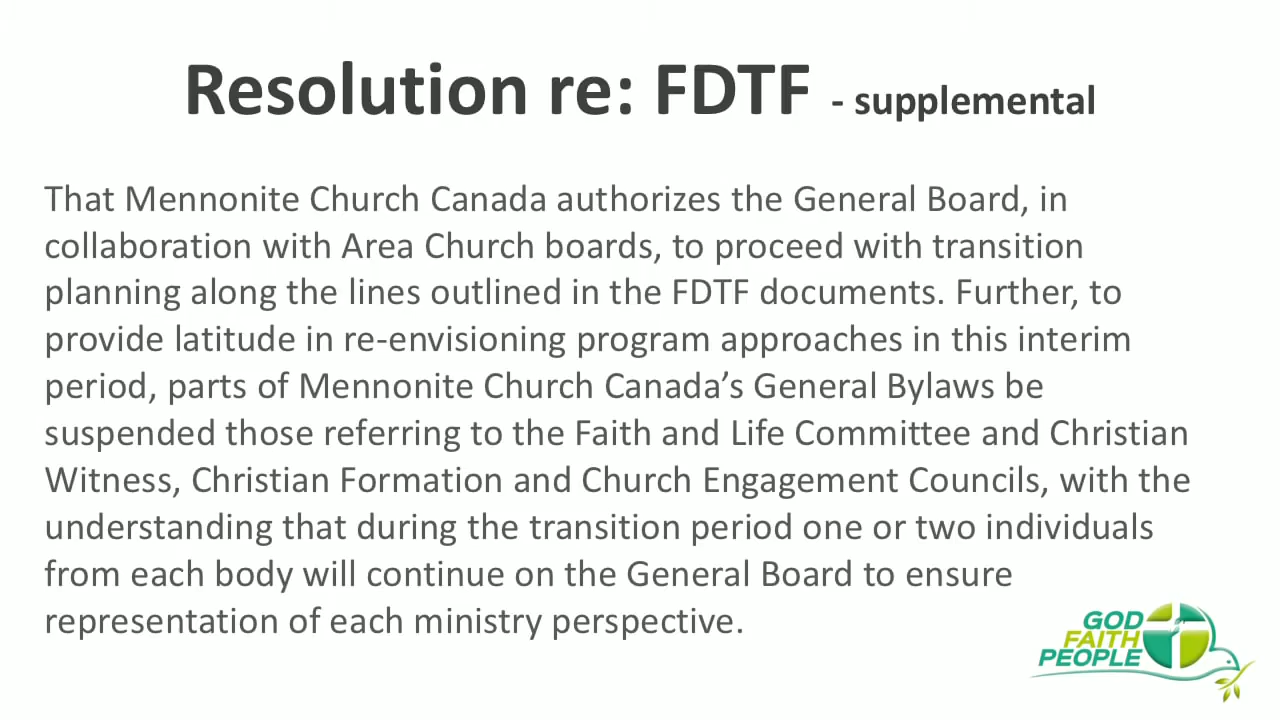 Resolution re: FDTF - supplemental
That Mennonite Church Canada authorizes the General Board, in
collaboration with Area Church boards, to proceed with transition
planning along the lines outlined in the FDTF documents. Further, to
provide latitude in re-envisioning program approaches in this interim
period, parts of Mennonite Church Canada’s General Bylaws be
suspended those referring to the Faith and Life Committee and Christian
Witness, Christian Formation and Church Engagement Councils, with the
understanding that during the transition period one or two individuals
from each body will continue on the General Board to ensure
representation of each ministry perspective.
GOD
FAITH
PEOPLE